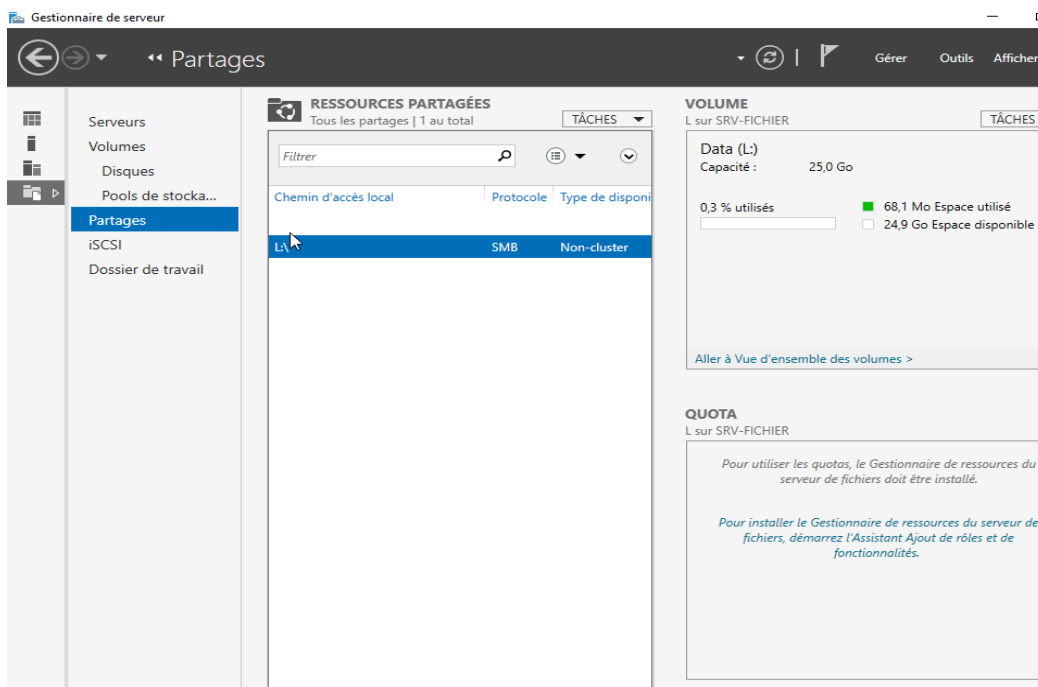 Gestionnaire de serveur
Partages
Gérer Outils Afficher
Serveurs
Volumes
Disques
Pools de stocka...
Partages
iSCSI
Dossier de travail
RESSOURCES PARTAGÉES
Tous les partages | 1 au total
TÂCHES
Filtrer
Chemin d'accès local Protocole Type de disponi
L:\ SMB Non-cluster
VOLUME
L sur SRV-FICHIER
TÂCHES
Data (L:)
Capacité : 25,0 Go
0,3 % utilisés
68,1 Mo Espace utilisé
24,9 Go Espace disponible
Aller à Vue d'ensemble des volumes >
QUOTA
L sur SRV-FICHIER
Pour utiliser les quotas, le Gestionnaire de ressources du
serveur de fichiers doit être installé.
Pour installer le Gestionnaire de ressources du serveur de
fichiers, démarrez l'Assistant Ajout de rôles et de
fonctionnalités.